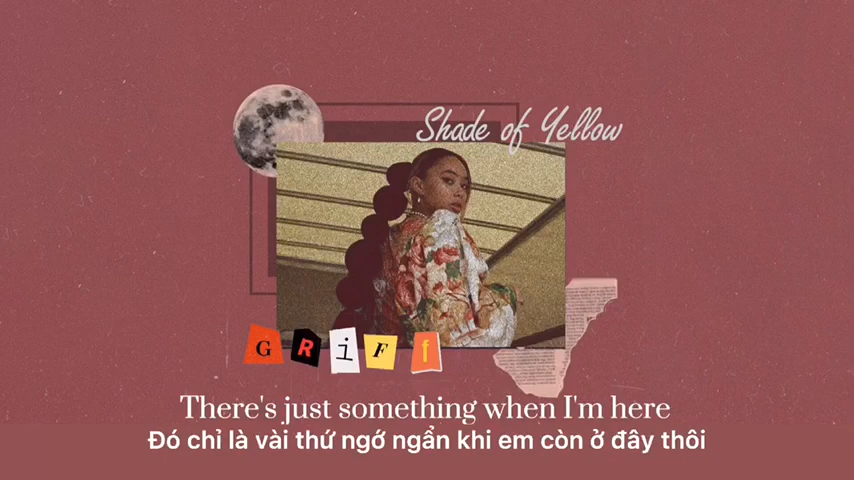 Shade of Yellow
GRiFf
There's just something when I'm here
Đó chỉ là vài thứ ngớ ngẩn khi em còn ở đây thôi